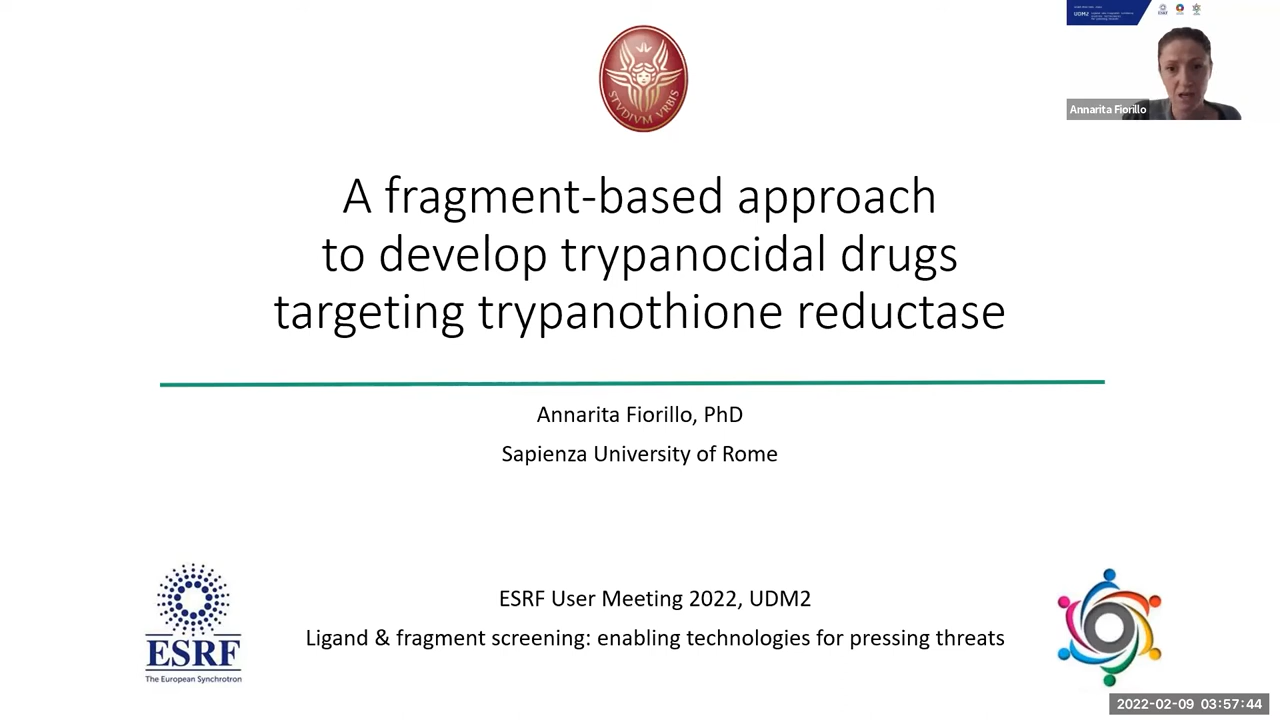 STVDIVM VRBIS
UDM2
Annarita Fiorillo
A fragment-based approach
to develop trypanocidal drugs
targeting trypanothione reductase
Annarita Fiorillo, PhD
Sapienza University of Rome
ESRF User Meeting 2022, UDM2
Ligand & fragment screening: enabling technologies for pressing threats
ESRF
The European Synchrotron
2022-02-09 03:57:44